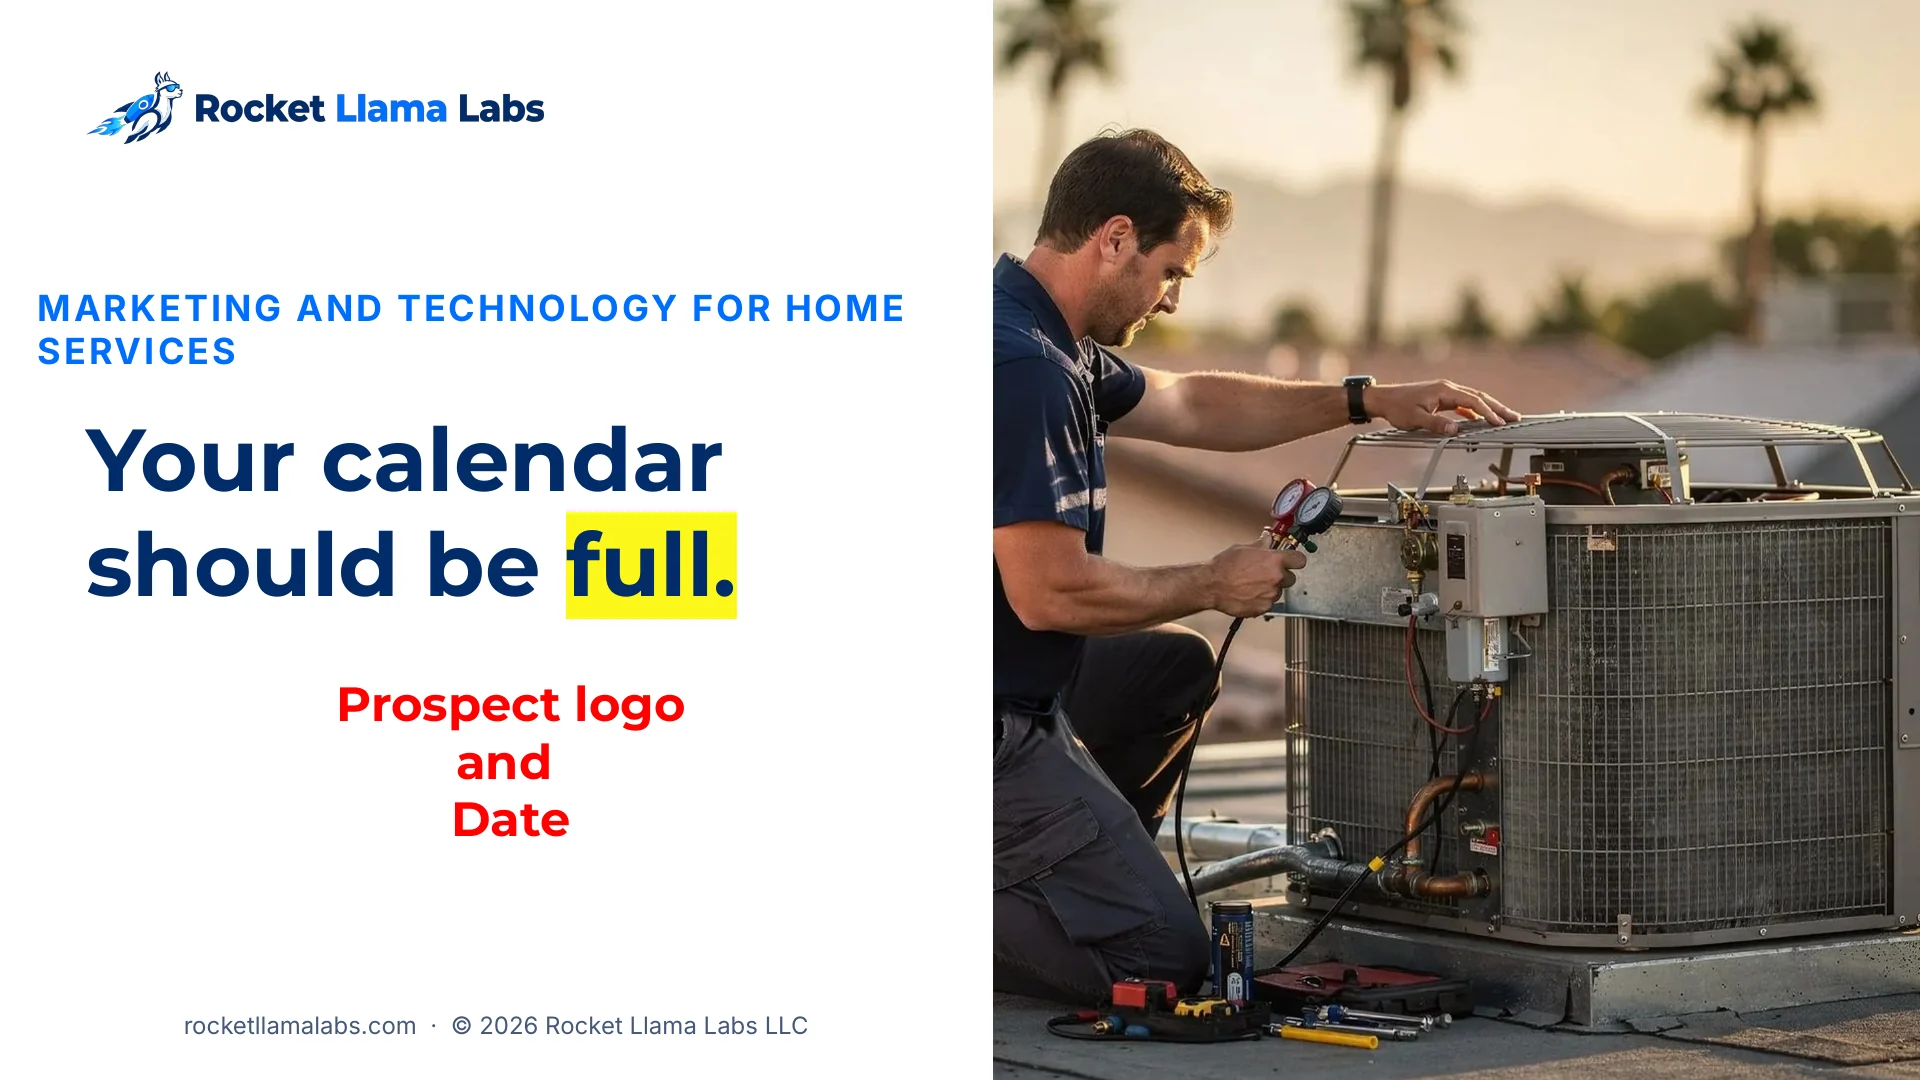 Rocket Llama Labs
MARKETING AND TECHNOLOGY FOR HOME
SERVICES
Your calendar
should be full.
Prospect logo
and
Date
rocketllamalabs.com · © 2026 Rocket Llama Labs LLC